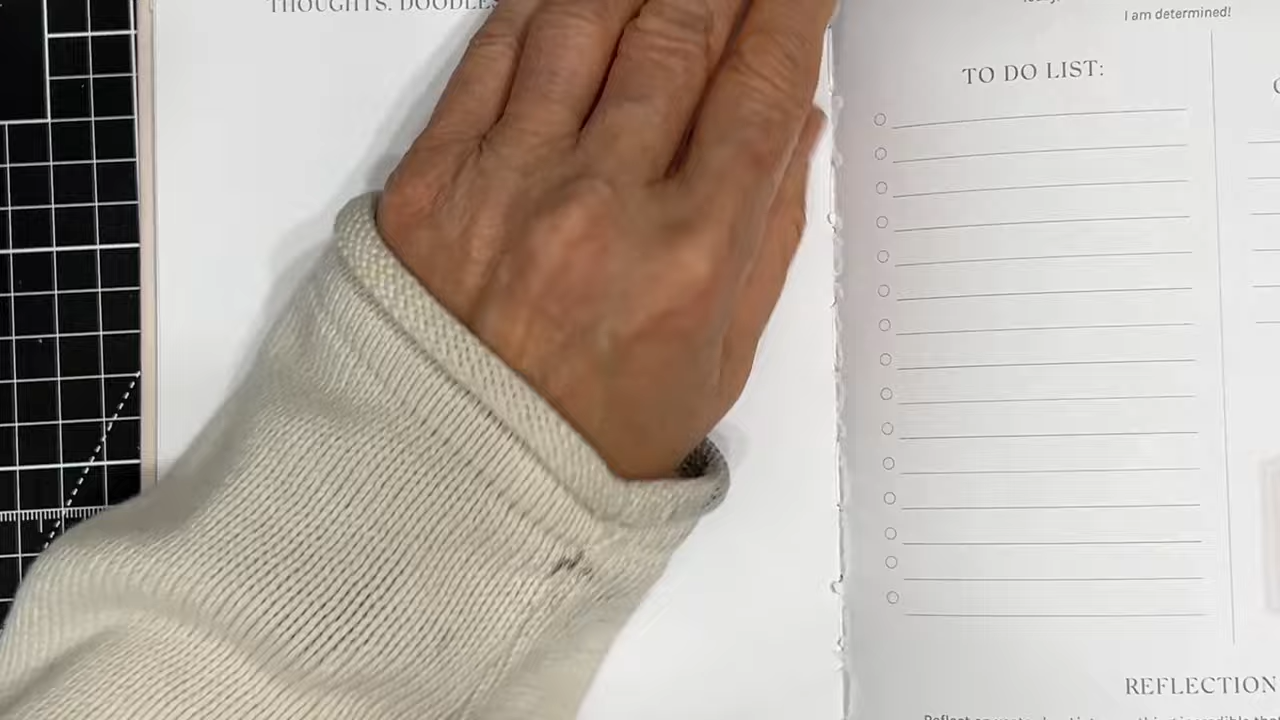 THOUGHTS. DOODLES
I am determined!
TO DO LIST:
REFLECTION